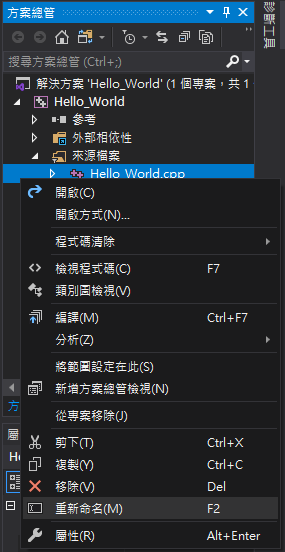 方案總管
搜尋方案總管 (Ctrl+;)
解決方案 'Hello_World' (1 個專案，共 1
Hello_World
參考
外部相依性
來源檔案
Hello_World.cpp
開啟(C)
開啟方式(N)...
程式碼清除
檢視程式碼(C) F7
類別圖檢視(V)
編譯(M) Ctrl+F7
分析(Z)
將範圍設定在此(S)
新增方案總管檢視(N)
從專案移除(J)
剪下(T) Ctrl+X
複製(Y) Ctrl+C
移除(V) Del
重新命名(M) F2
屬性(R) Alt+Enter
診斷工具